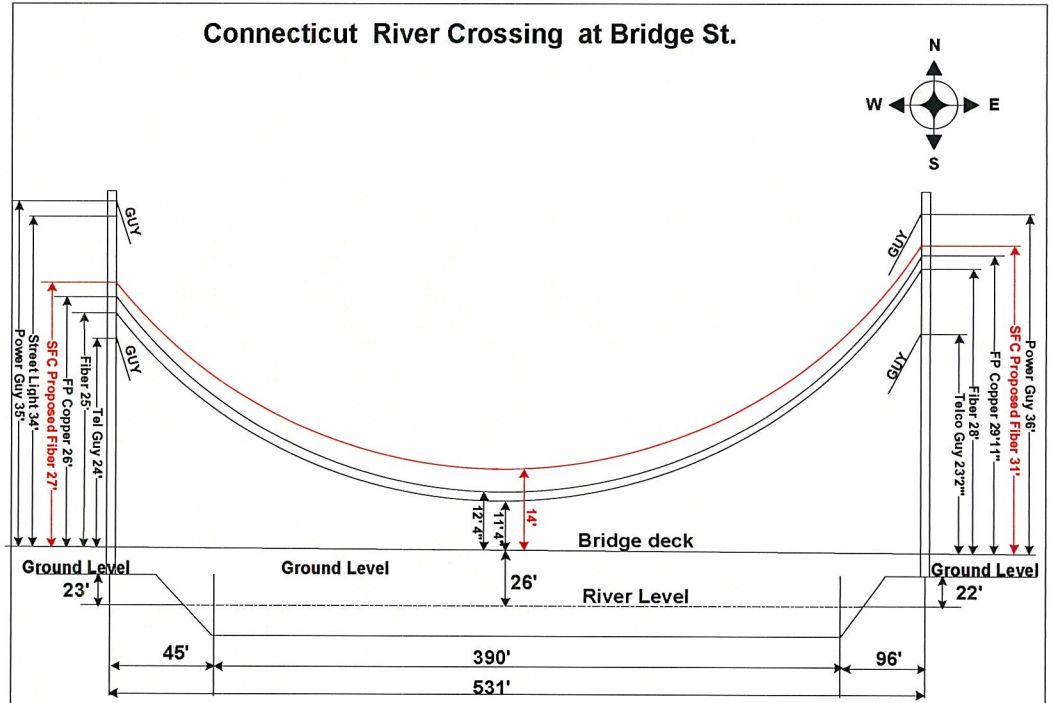 Connecticut River Crossing at Bridge St.
N
W E
S
GUY
GUY
GUY
GUY
Power Guy 35'
Street Light 34'
SFC Proposed Fiber 27'
FP Copper 26'
Fiber 25'
Tel Guy 24'
12' 4"
11' 4"
14'
Telco Guy 23'2'"
Fiber 28'
FP Copper 29'11"
SFC Proposed Fiber 31'
Power Guy 36'
Bridge deck
Ground Level
Ground Level
Ground Level
23'
26'
River Level
22'
45'
390'
96'
531'